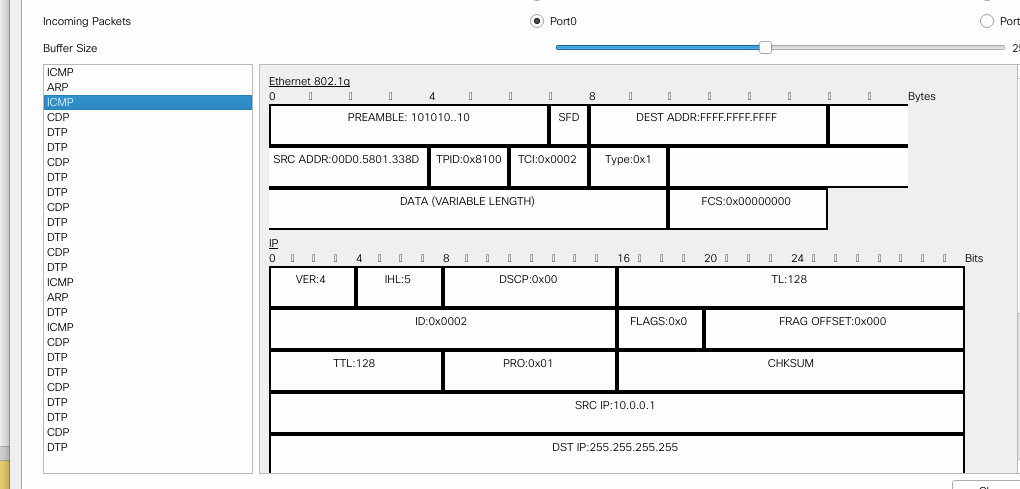 Incoming Packets Port0 Port
Buffer Size
ICMP
ARP
ICMP
CDP
DTP
DTP
CDP
DTP
DTP
CDP
DTP
DTP
CDP
DTP
ICMP
ARP
DTP
ICMP
CDP
DTP
DTP
CDP
DTP
DTP
CDP
DTP
Ethernet 802.1q
0 4 8 Bytes
PREAMBLE: 101010..10 SFD DEST ADDR:FFFF.FFFF.FFFF
SRC ADDR:00D0.5801.338D TPID:0x8100 TCI:0x0002 Type:0x1
DATA (VARIABLE LENGTH) FCS:0x00000000
IP
0 4 8 16 20 24 Bits
VER:4 IHL:5 DSCP:0x00 TL:128
ID:0x0002 FLAGS:0x0 FRAG OFFSET:0x000
TTL:128 PRO:0x01 CHKSUM
SRC IP:10.0.0.1
DST IP:255.255.255.255